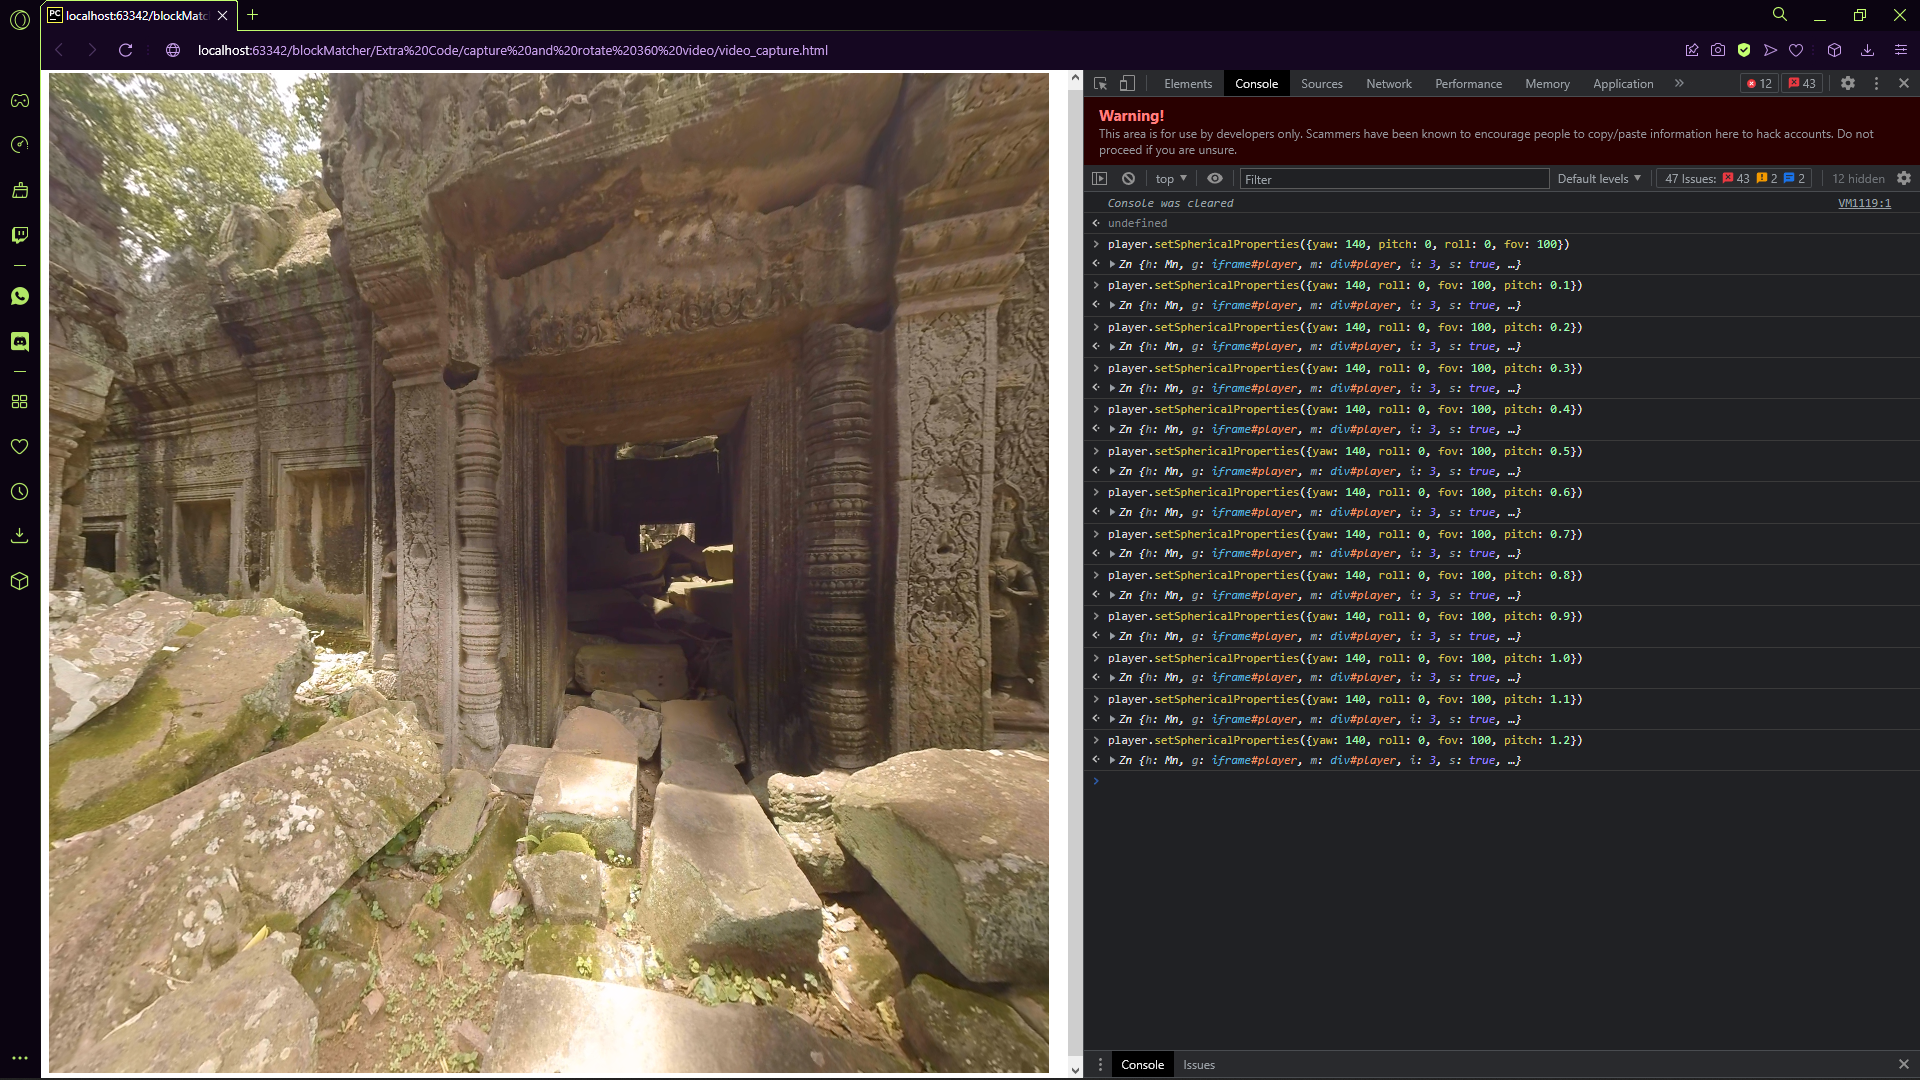 PC localhost:63342/blockMatc
localhost:63342/blockMatcher/Extra%20Code/capture%20and%20rotate%20360%20video/video_capture.html
Elements Console Sources Network Performance Memory Application 12 43
Warning!
This area is for use by developers only. Scammers have been known to encourage people to copy/paste information here to hack accounts. Do not
proceed if you are unsure.
top Filter Default levels 47 Issues: 43 2 2 12 hidden
Console was cleared VM1119:1
undefined
player.setSphericalProperties({yaw: 140, pitch: 0, roll: 0, fov: 100})
Zn {h: Mn, g: iframe#player, m: div#player, i: 3, s: true, …}
player.setSphericalProperties({yaw: 140, roll: 0, fov: 100, pitch: 0.1})
Zn {h: Mn, g: iframe#player, m: div#player, i: 3, s: true, …}
player.setSphericalProperties({yaw: 140, roll: 0, fov: 100, pitch: 0.2})
Zn {h: Mn, g: iframe#player, m: div#player, i: 3, s: true, …}
player.setSphericalProperties({yaw: 140, roll: 0, fov: 100, pitch: 0.3})
Zn {h: Mn, g: iframe#player, m: div#player, i: 3, s: true, …}
player.setSphericalProperties({yaw: 140, roll: 0, fov: 100, pitch: 0.4})
Zn {h: Mn, g: iframe#player, m: div#player, i: 3, s: true, …}
player.setSphericalProperties({yaw: 140, roll: 0, fov: 100, pitch: 0.5})
Zn {h: Mn, g: iframe#player, m: div#player, i: 3, s: true, …}
player.setSphericalProperties({yaw: 140, roll: 0, fov: 100, pitch: 0.6})
Zn {h: Mn, g: iframe#player, m: div#player, i: 3, s: true, …}
player.setSphericalProperties({yaw: 140, roll: 0, fov: 100, pitch: 0.7})
Zn {h: Mn, g: iframe#player, m: div#player, i: 3, s: true, …}
player.setSphericalProperties({yaw: 140, roll: 0, fov: 100, pitch: 0.8})
Zn {h: Mn, g: iframe#player, m: div#player, i: 3, s: true, …}
player.setSphericalProperties({yaw: 140, roll: 0, fov: 100, pitch: 0.9})
Zn {h: Mn, g: iframe#player, m: div#player, i: 3, s: true, …}
player.setSphericalProperties({yaw: 140, roll: 0, fov: 100, pitch: 1.0})
Zn {h: Mn, g: iframe#player, m: div#player, i: 3, s: true, …}
player.setSphericalProperties({yaw: 140, roll: 0, fov: 100, pitch: 1.1})
Zn {h: Mn, g: iframe#player, m: div#player, i: 3, s: true, …}
player.setSphericalProperties({yaw: 140, roll: 0, fov: 100, pitch: 1.2})
Zn {h: Mn, g: iframe#player, m: div#player, i: 3, s: true, …}
Console Issues